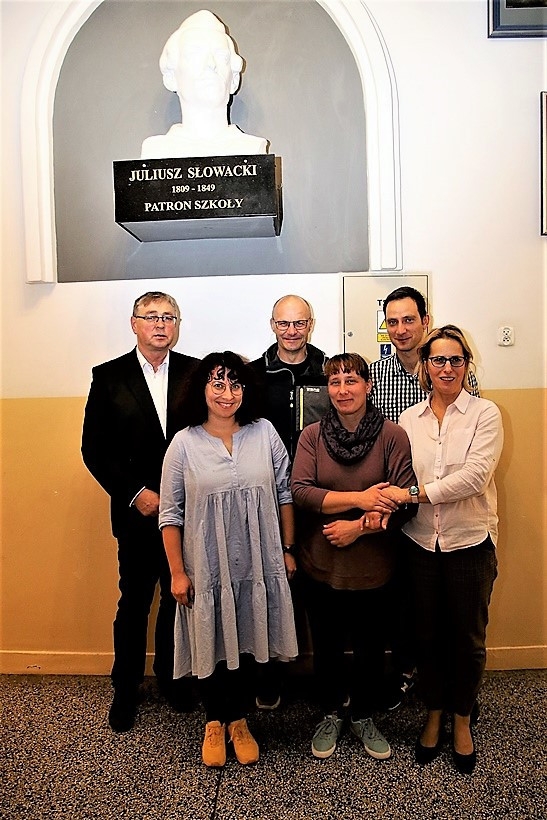 JULIUSZ SŁOWACKI
1809 - 1849
PATRON SZKOŁY